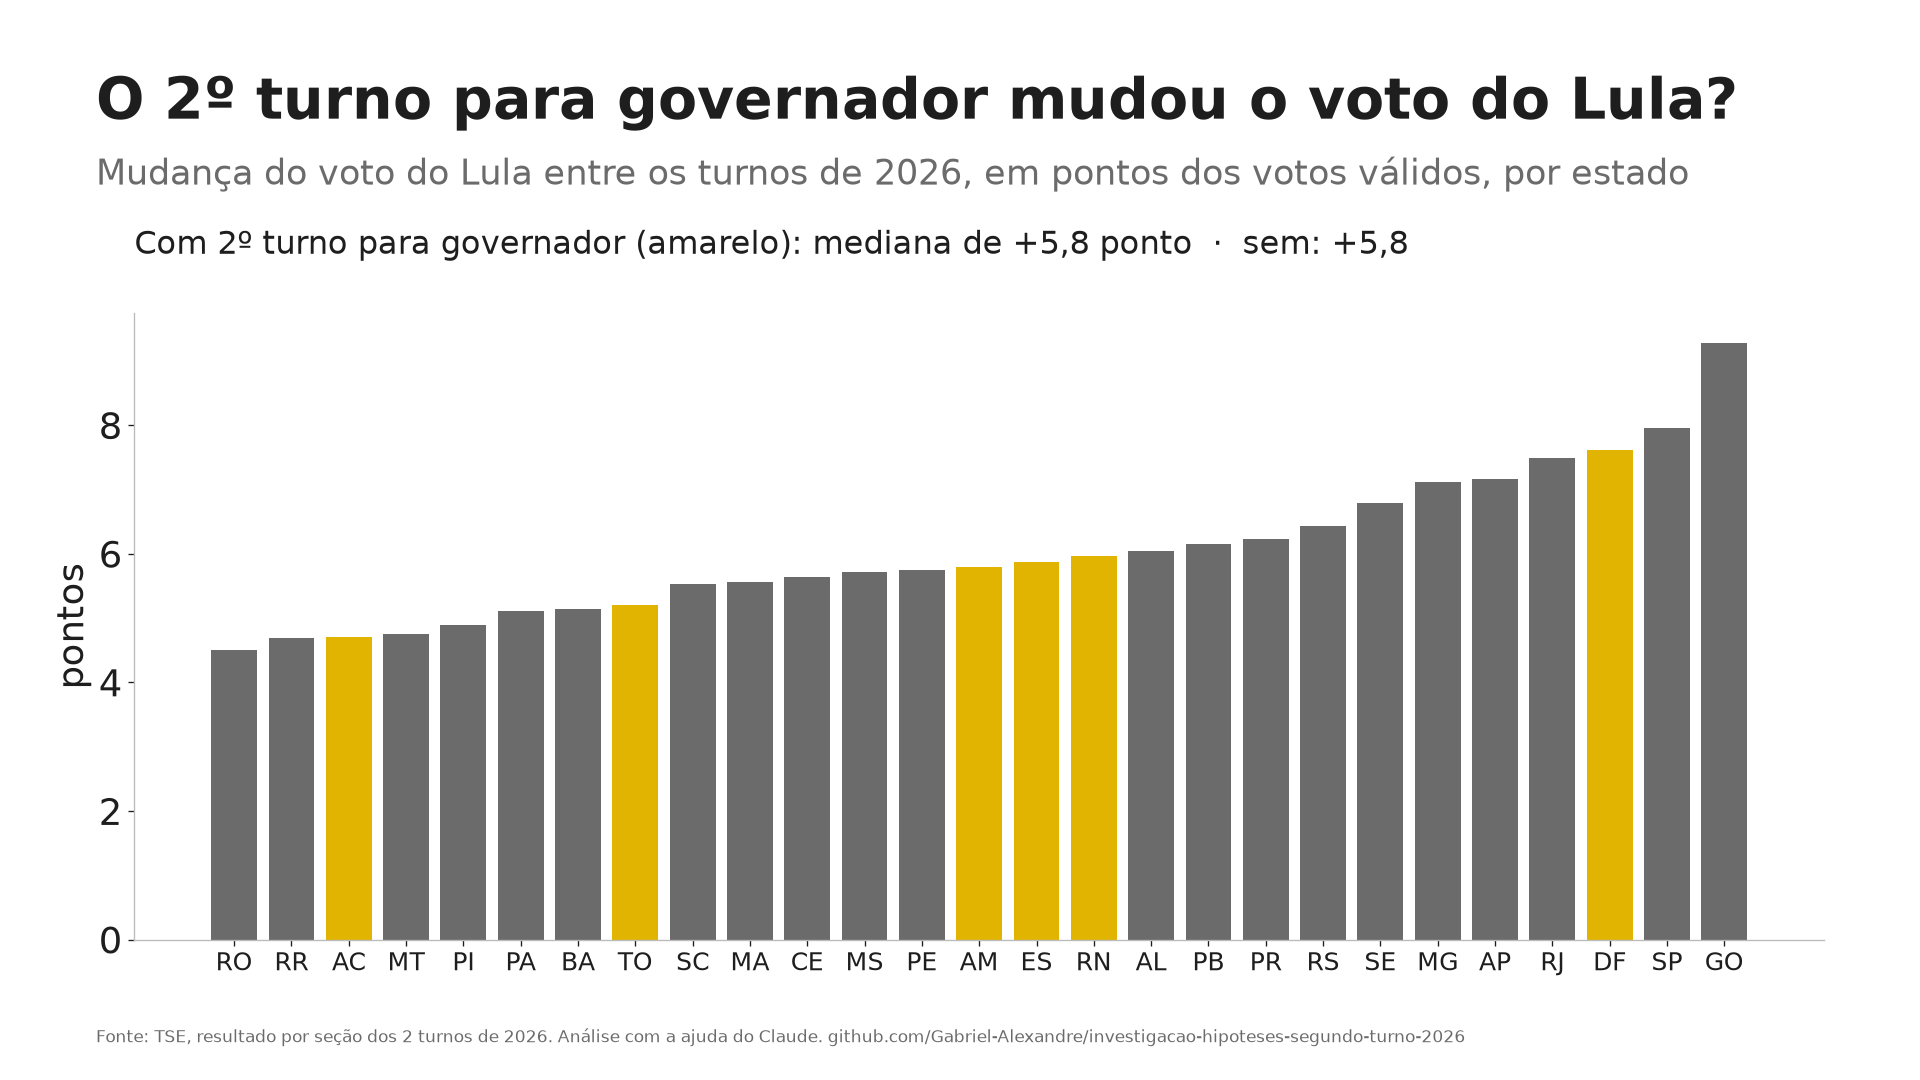 O 2º turno para governador mudou o voto do Lula?
Mudança do voto do Lula entre os turnos de 2026, em pontos dos votos válidos, por estado
Com 2º turno para governador (amarelo): mediana de +5,8 ponto · sem: +5,8
pontos
8
6
4
2
0
RO RR AC MT PI PA BA TO SC MA CE MS PE AM ES RN AL PB PR RS SE MG AP RJ DF SP GO
Fonte: TSE, resultado por seção dos 2 turnos de 2026. Análise com a ajuda do Claude. github.com/Gabriel-Alexandre/investigacao-hipoteses-segundo-turno-2026